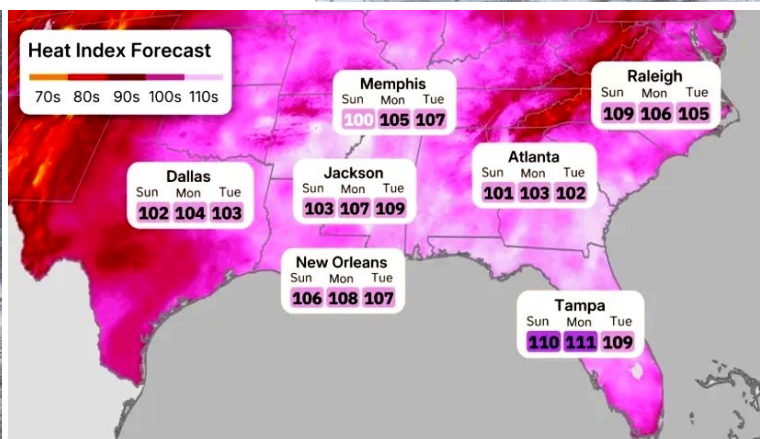 Heat Index Forecast
70s 80s 90s 100s 110s
Memphis
Sun Mon Tue
100 105 107
Raleigh
Sun Mon Tue
109 106 105
Dallas
Sun Mon Tue
102 104 103
Jackson
Sun Mon Tue
103 107 109
Atlanta
Sun Mon Tue
101 103 102
New Orleans
Sun Mon Tue
106 108 107
Tampa
Sun Mon Tue
110 111 109